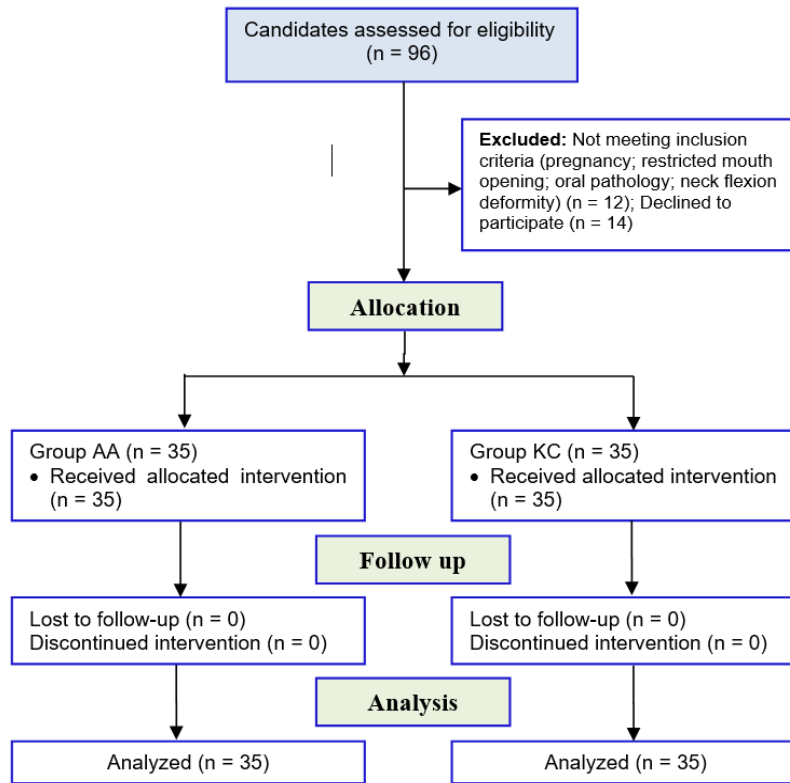 Candidates assessed for eligibility
(n = 96)
Excluded: Not meeting inclusion
criteria (pregnancy; restricted mouth
opening; oral pathology; neck flexion
deformity) (n = 12); Declined to
participate (n = 14)
Allocation
Group AA (n = 35)
• Received allocated intervention
(n = 35)
Group KC (n = 35)
• Received allocated intervention
(n = 35)
Follow up
Lost to follow-up (n = 0)
Discontinued intervention (n = 0)
Lost to follow-up (n = 0)
Discontinued intervention (n = 0)
Analysis
Analyzed (n = 35)
Analyzed (n = 35)